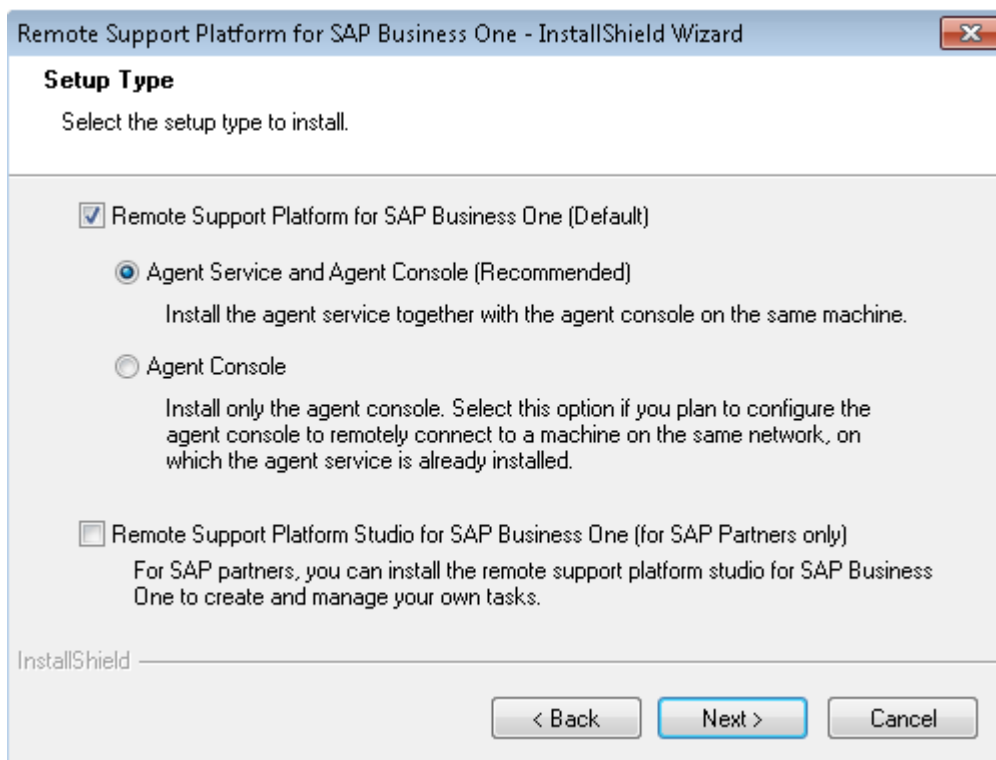 Remote Support Platform for SAP Business One - InstallShield Wizard
Setup Type
Select the setup type to install.
Remote Support Platform for SAP Business One (Default)
Agent Service and Agent Console (Recommended)
Install the agent service together with the agent console on the same machine.
Agent Console
Install only the agent console. Select this option if you plan to configure the
agent console to remotely connect to a machine on the same network, on
which the agent service is already installed.
Remote Support Platform Studio for SAP Business One (for SAP Partners only)
For SAP partners, you can install the remote support platform studio for SAP Business
One to create and manage your own tasks.
InstallShield
< Back Next > Cancel